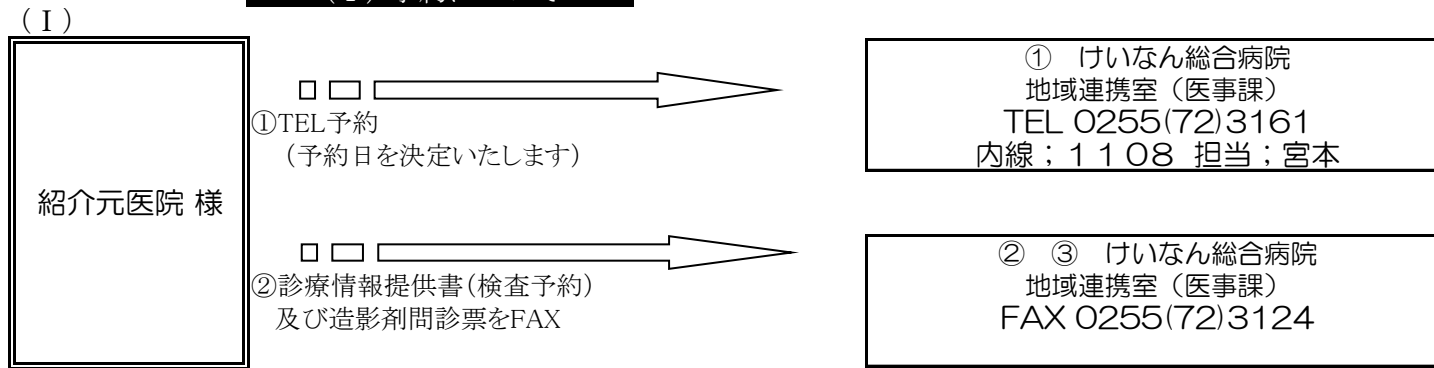 (Ⅰ)
紹介元医院 様
①TEL予約
(予約日を決定いたします)
②診療情報提供書(検査予約)
及び造影剤問診票をFAX
① けいなん総合病院
地域連携室(医事課)
TEL 0255(72)3161
内線;1108 担当;宮本
② ③ けいなん総合病院
地域連携室(医事課)
FAX 0255(72)3124